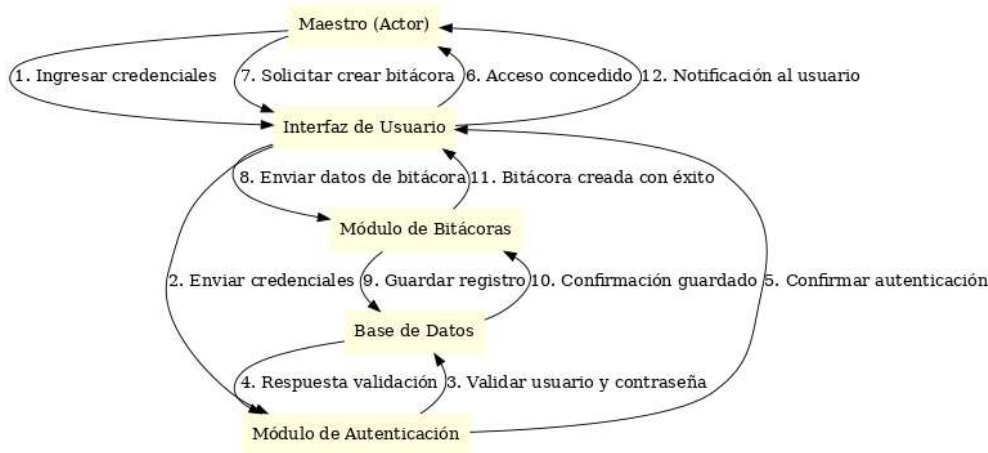 Maestro (Actor)
1. Ingresar credenciales
7. Solicitar crear bitácora
6. Acceso concedido
12. Notificación al usuario
Interfaz de Usuario
8. Enviar datos de bitácora
11. Bitácora creada con éxito
Módulo de Bitácoras
2. Enviar credenciales
9. Guardar registro
10. Confirmación guardado
5. Confirmar autenticación
Base de Datos
4. Respuesta validación
3. Validar usuario y contraseña
Módulo de Autenticación